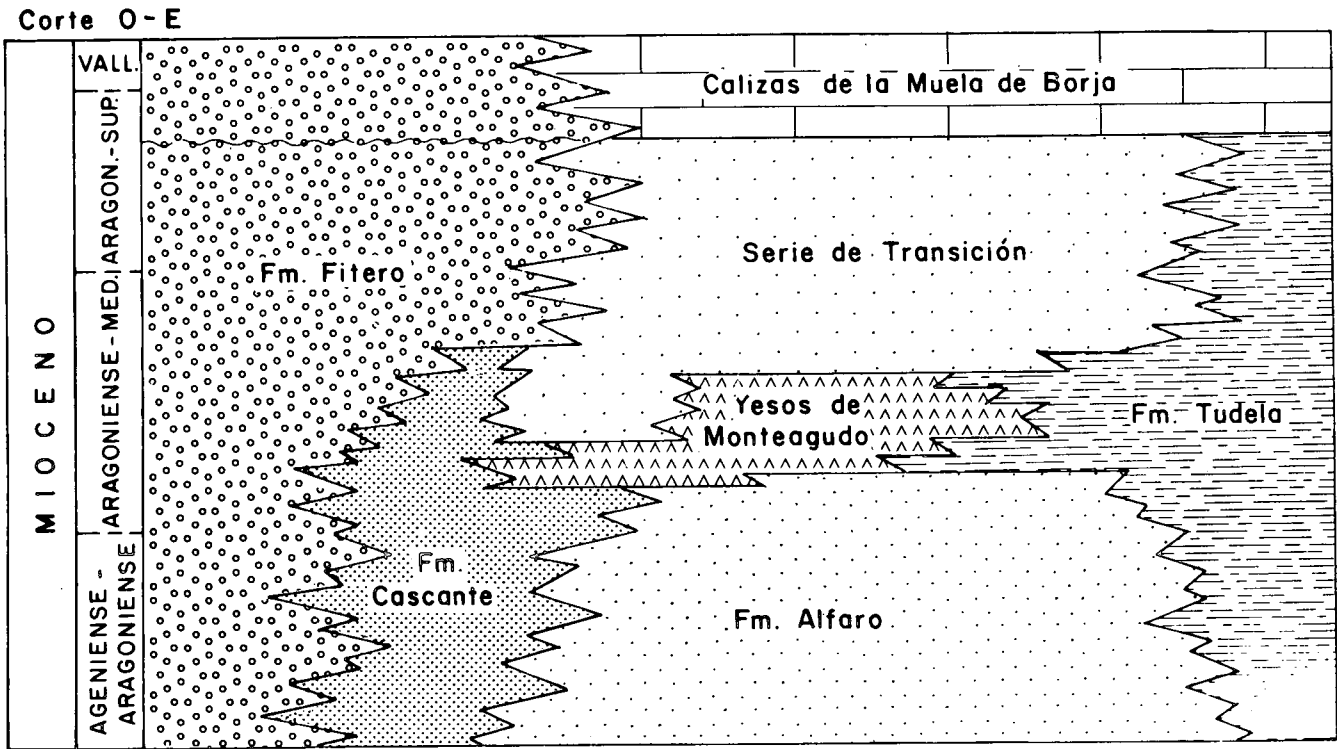 Corte O-E
MIOCENO
VALL.
ARAGON.-SUP.
ARAGONIENSE-MED.
AGENIENSE-
ARAGONIENSE
Calizas de la Muela de Borja
Serie de Transición
Fm. Fitero
Yesos de
Monteagudo
Fm. Tudela
Fm.
Cascante
Fm. Alfaro